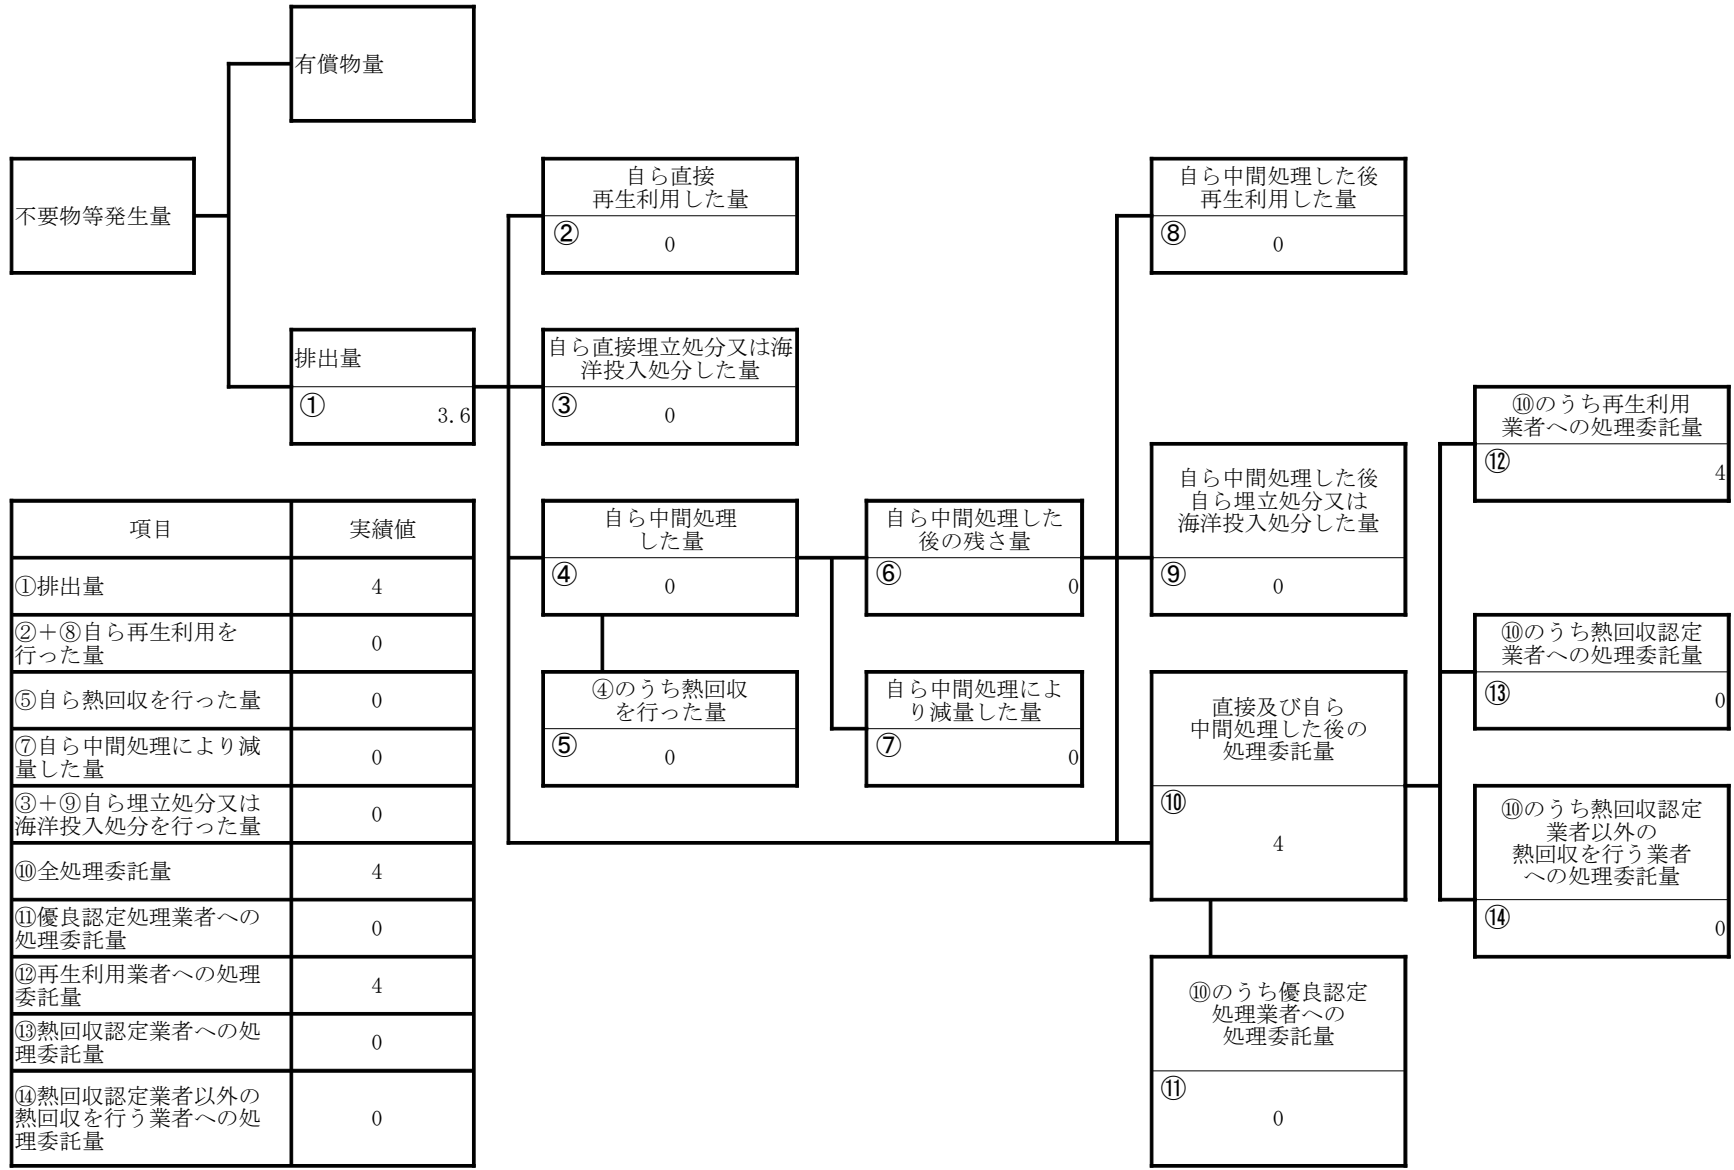 有償物量
不要物等発生量
自ら直接
再生利用した量
②
0
自ら中間処理した後
再生利用した量
⑧
0
排出量
①
3.6
自ら直接埋立処分又は海
洋投入処分した量
③
0
⑩のうち再生利用
業者への処理委託量
⑫
4
自ら中間処理
した量
④
0
自ら中間処理した
後の残さ量
⑥
0
自ら中間処理した後
自ら埋立処分又は
海洋投入処分した量
⑨
0
⑩のうち熱回収認定
業者への処理委託量
⑬
0
④のうち熱回収
を行った量
⑤
0
自ら中間処理によ
り減量した量
⑦
0
直接及び自ら
中間処理した後の
処理委託量
⑩
4
⑩のうち熱回収認定
業者以外の
熱回収を行う業者
への処理委託量
⑭
0
⑩のうち優良認定
処理業者への
処理委託量
⑪
0
項目 実績値
①排出量 4
②+⑧自ら再生利用を
行った量 0
⑤自ら熱回収を行った量 0
⑦自ら中間処理により減
量した量 0
③+⑨自ら埋立処分又は
海洋投入処分を行った量 0
⑩全処理委託量 4
⑪優良認定処理業者への
処理委託量 0
⑫再生利用業者への処理
委託量 4
⑬熱回収認定業者への処
理委託量 0
⑭熱回収認定業者以外の
熱回収を行う業者への処
理委託量 0